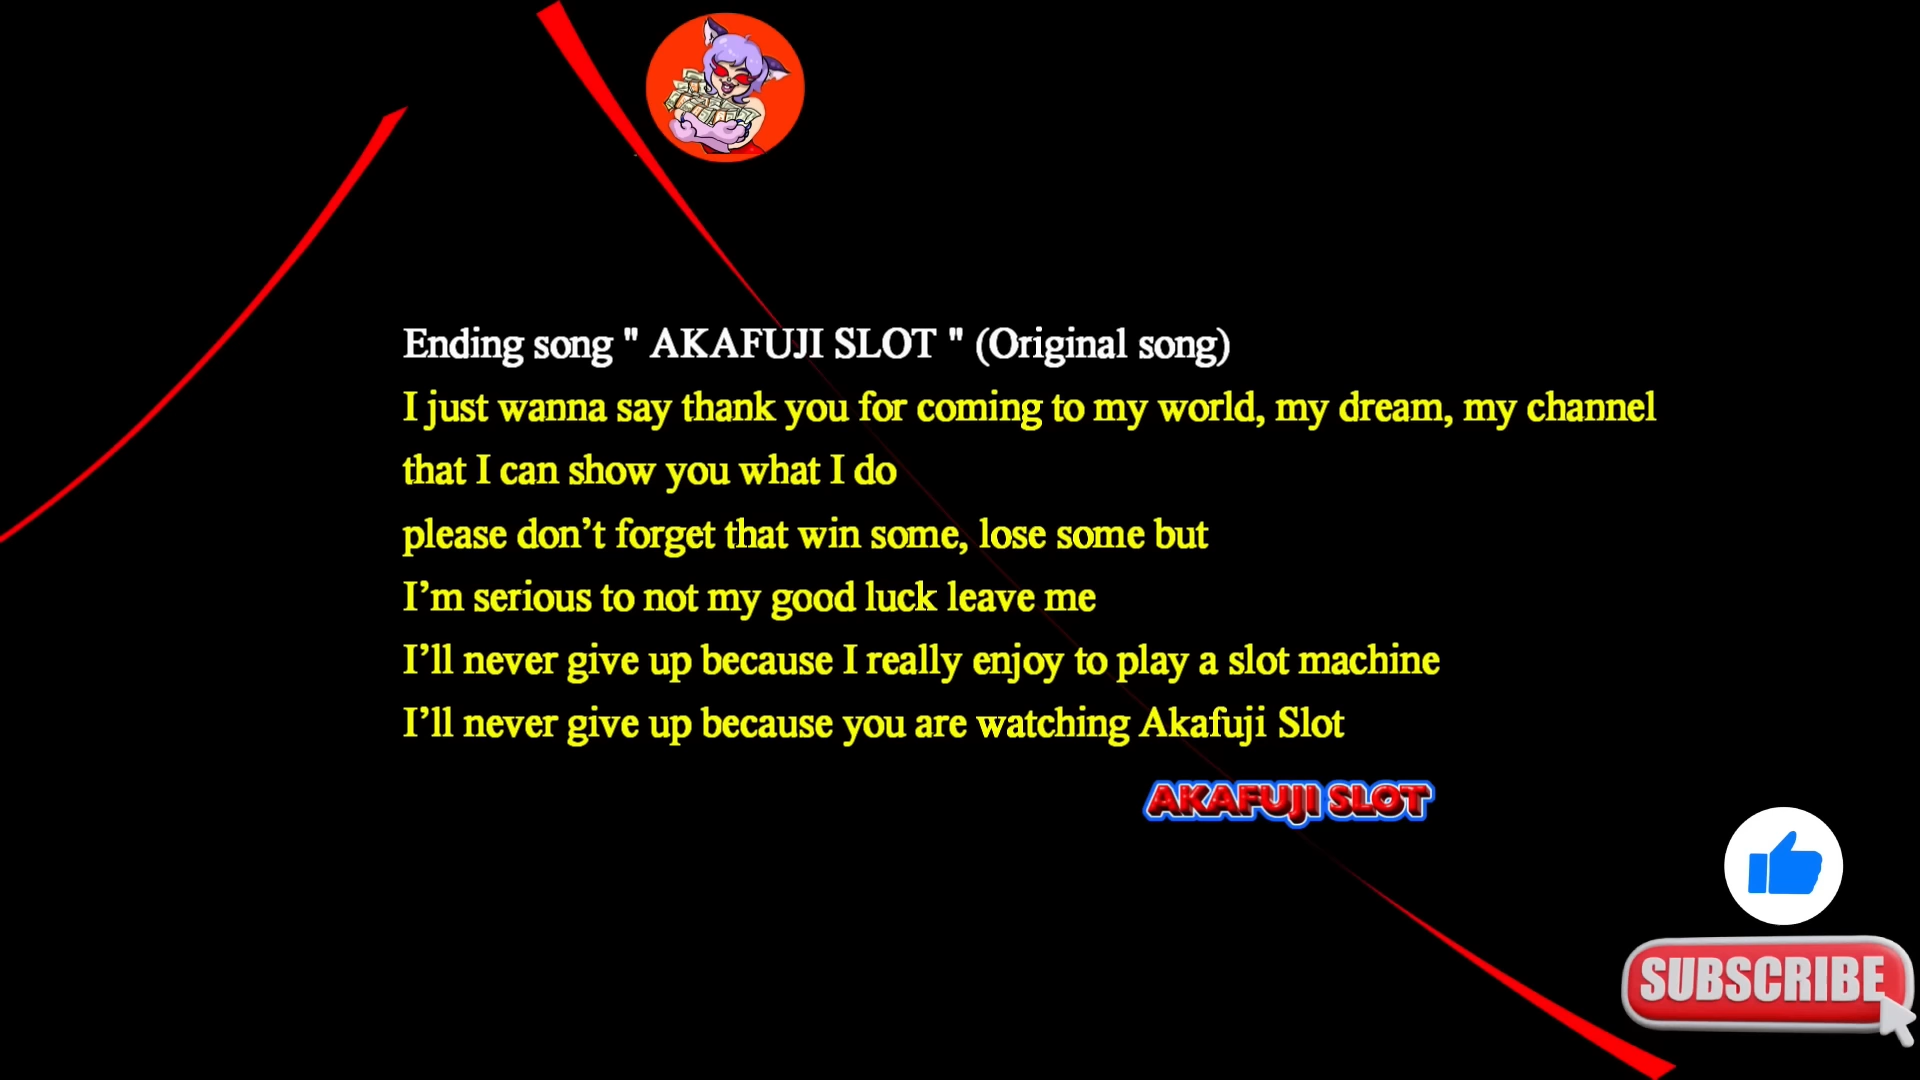 Ending song " AKAFUJI SLOT " (Original song)
I just wanna say thank you for coming to my world, my dream, my channel
that I can show you what I do
please don’t forget that win some, lose some but
I’m serious to not my good luck leave me
I’ll never give up because I really enjoy to play a slot machine
I’ll never give up because you are watching Akafuji Slot
AKAFUJI SLOT
SUBSCRIBE